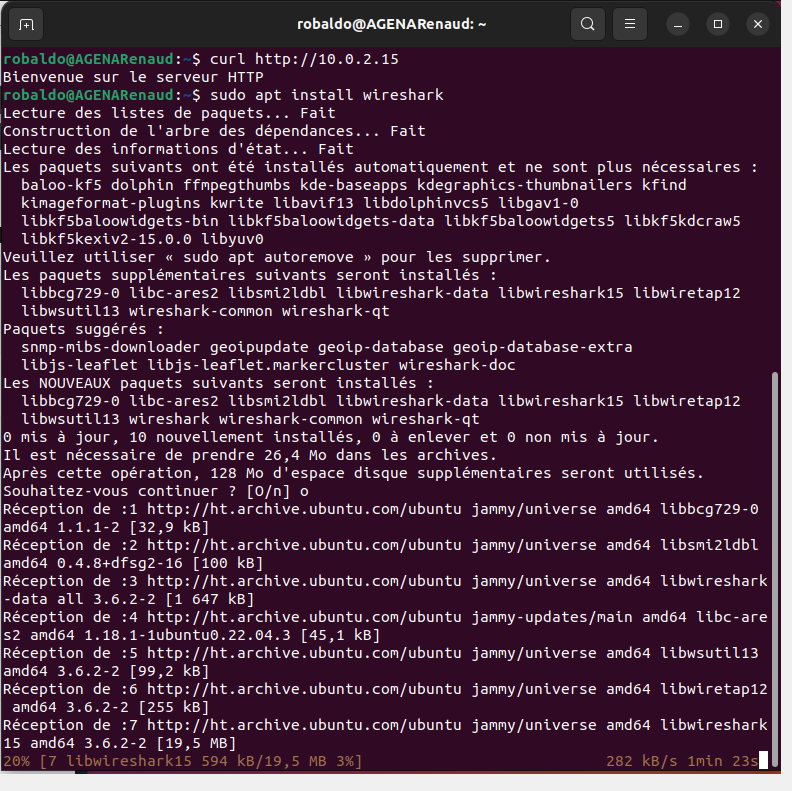 robaldo@AGENARenaud: ~
robaldo@AGENARenaud:~$ curl http://10.0.2.15
Bienvenue sur le serveur HTTP
robaldo@AGENARenaud:~$ sudo apt install wireshark
Lecture des listes de paquets... Fait
Construction de l'arbre des dépendances... Fait
Lecture des informations d'état... Fait
Les paquets suivants ont été installés automatiquement et ne sont plus nécessaires :
  baloo-kf5 dolphin ffmpegthumbs kde-baseapps kdegraphics-thumbnailers kfind
  kimageformat-plugins kwrite libavif13 libdolphinvcs5 libgav1-0
  libkf5baloowidgets-bin libkf5baloowidgets-data libkf5baloowidgets5 libkf5kdcraw5
  libkf5kexiv2-15.0.0 libyuv0
Veuillez utiliser « sudo apt autoremove » pour les supprimer.
Les paquets supplémentaires suivants seront installés :
  libbcg729-0 libc-ares2 libsmi2ldbl libwireshark-data libwireshark15 libwiretap12
  libwsutil13 wireshark-common wireshark-qt
Paquets suggérés :
  snmp-mibs-downloader geoipupdate geoip-database geoip-database-extra
  libjs-leaflet libjs-leaflet.markercluster wireshark-doc
Les NOUVEAUX paquets suivants seront installés :
  libbcg729-0 libc-ares2 libsmi2ldbl libwireshark-data libwireshark15 libwiretap12
  libwsutil13 wireshark wireshark-common wireshark-qt
0 mis à jour, 10 nouvellement installés, 0 à enlever et 0 non mis à jour.
Il est nécessaire de prendre 26,4 Mo dans les archives.
Après cette opération, 128 Mo d'espace disque supplémentaires seront utilisés.
Souhaitez-vous continuer ? [O/n] o
Réception de :1 http://ht.archive.ubuntu.com/ubuntu jammy/universe amd64 libbcg729-0
amd64 1.1.1-2 [32,9 kB]
Réception de :2 http://ht.archive.ubuntu.com/ubuntu jammy/universe amd64 libsmi2ldbl
amd64 0.4.8+dfsg2-16 [100 kB]
Réception de :3 http://ht.archive.ubuntu.com/ubuntu jammy/universe amd64 libwireshark
-data all 3.6.2-2 [1 647 kB]
Réception de :4 http://ht.archive.ubuntu.com/ubuntu jammy-updates/main amd64 libc-are
s2 amd64 1.18.1-1ubuntu0.22.04.3 [45,1 kB]
Réception de :5 http://ht.archive.ubuntu.com/ubuntu jammy/universe amd64 libwsutil13
amd64 3.6.2-2 [99,2 kB]
Réception de :6 http://ht.archive.ubuntu.com/ubuntu jammy/universe amd64 libwiretap12
 amd64 3.6.2-2 [255 kB]
Réception de :7 http://ht.archive.ubuntu.com/ubuntu jammy/universe amd64 libwireshark
15 amd64 3.6.2-2 [19,5 MB]
20% [7 libwireshark15 594 kB/19,5 MB 3%] 282 kB/s 1min 23s